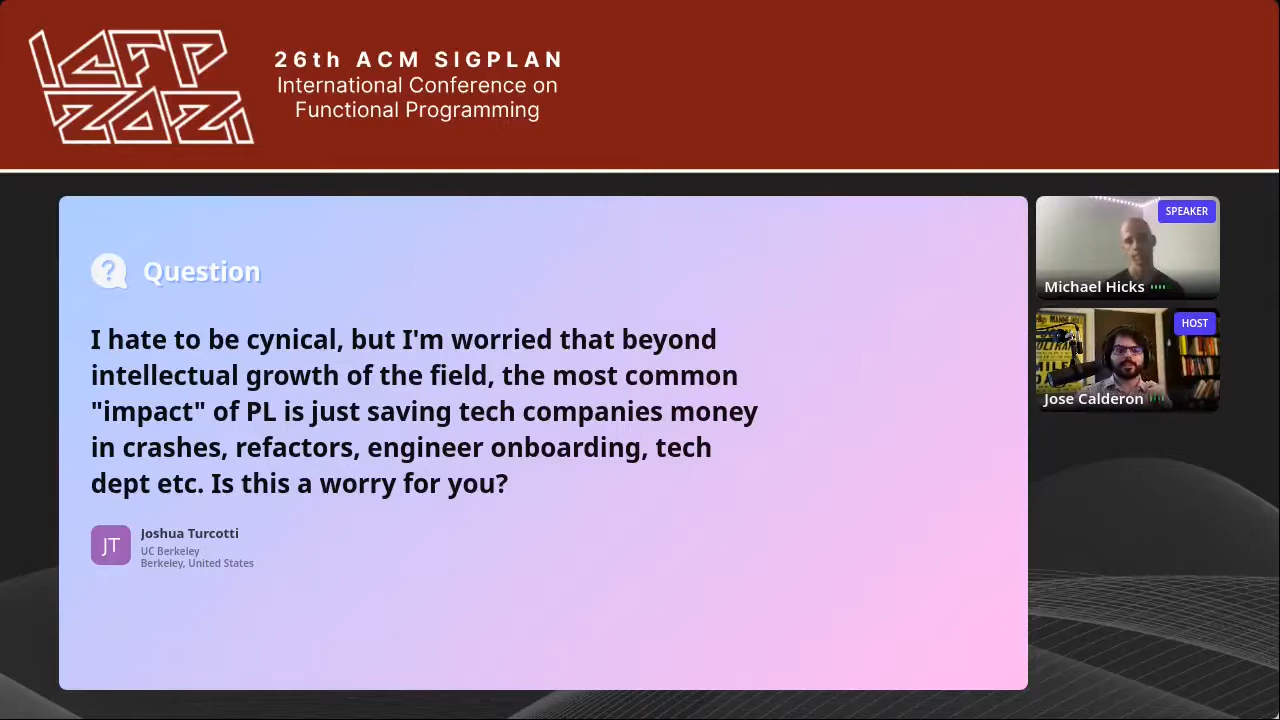 ICFP
2021
26th ACM SIGPLAN
International Conference on
Functional Programming
Question
I hate to be cynical, but I'm worried that beyond
intellectual growth of the field, the most common
"impact" of PL is just saving tech companies money
in crashes, refactors, engineer onboarding, tech
dept etc. Is this a worry for you?
JT
Joshua Turcotti
UC Berkeley
Berkeley, United States
SPEAKER
Michael Hicks
HOST
Jose Calderon